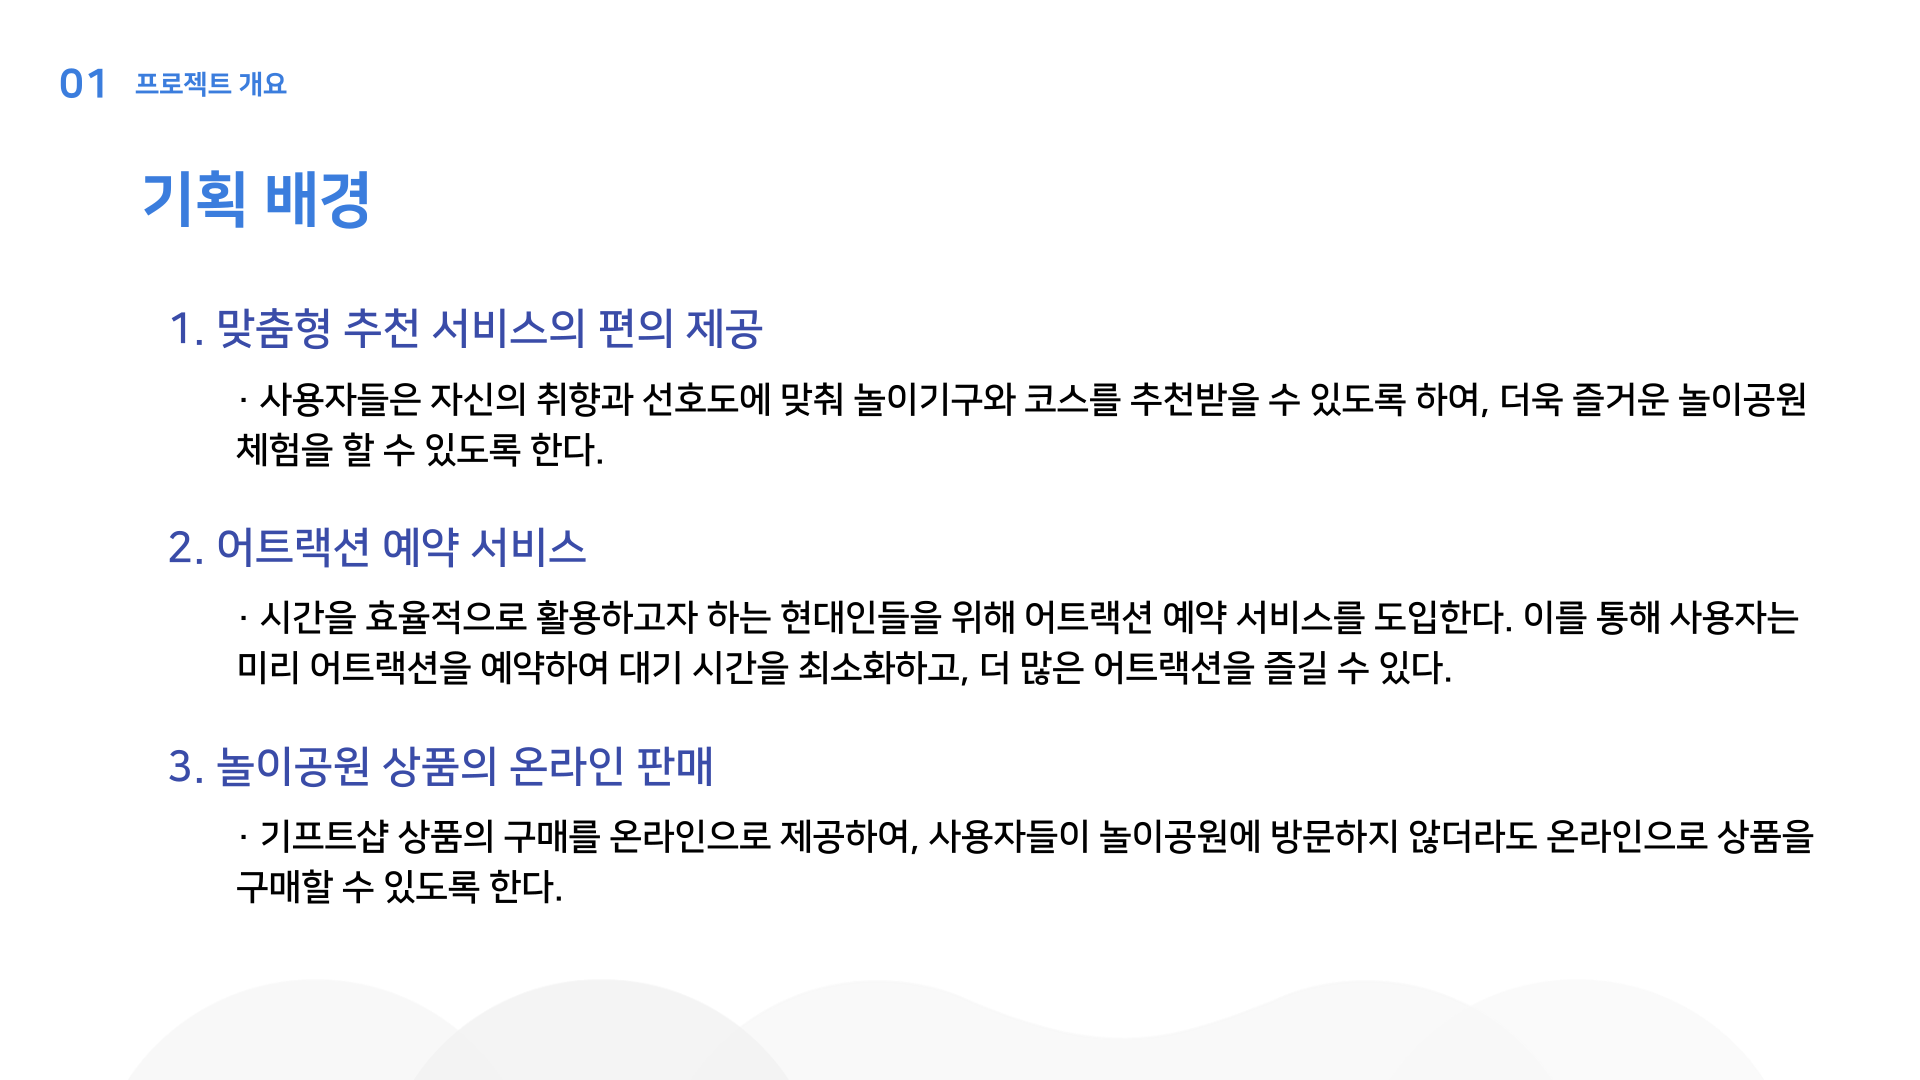 01 프로젝트 개요
기획 배경
1. 맞춤형 추천 서비스의 편의 제공
· 사용자들은 자신의 취향과 선호도에 맞춰 놀이기구와 코스를 추천받을 수 있도록 하여, 더욱 즐거운 놀이공원
체험을 할 수 있도록 한다.
2. 어트랙션 예약 서비스
· 시간을 효율적으로 활용하고자 하는 현대인들을 위해 어트랙션 예약 서비스를 도입한다. 이를 통해 사용자는
미리 어트랙션을 예약하여 대기 시간을 최소화하고, 더 많은 어트랙션을 즐길 수 있다.
3. 놀이공원 상품의 온라인 판매
· 기프트샵 상품의 구매를 온라인으로 제공하여, 사용자들이 놀이공원에 방문하지 않더라도 온라인으로 상품을
구매할 수 있도록 한다.